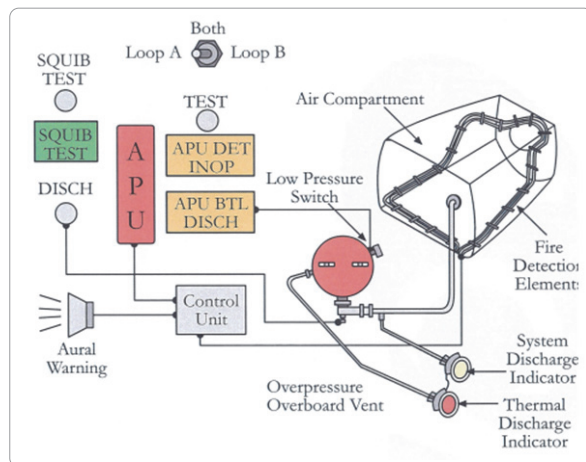 Both
Loop A
Loop B
SQUIB
TEST
SQUIB
TEST
DISCH
A
P
U
TEST
APU DET
INOP
APU BTL
DISCH
Air Compartment
Low Pressure
Switch
Fire
Detection
Elements
Control
Unit
Aural
Warning
Overpressure
Overboard Vent
System
Discharge
Indicator
Thermal
Discharge
Indicator